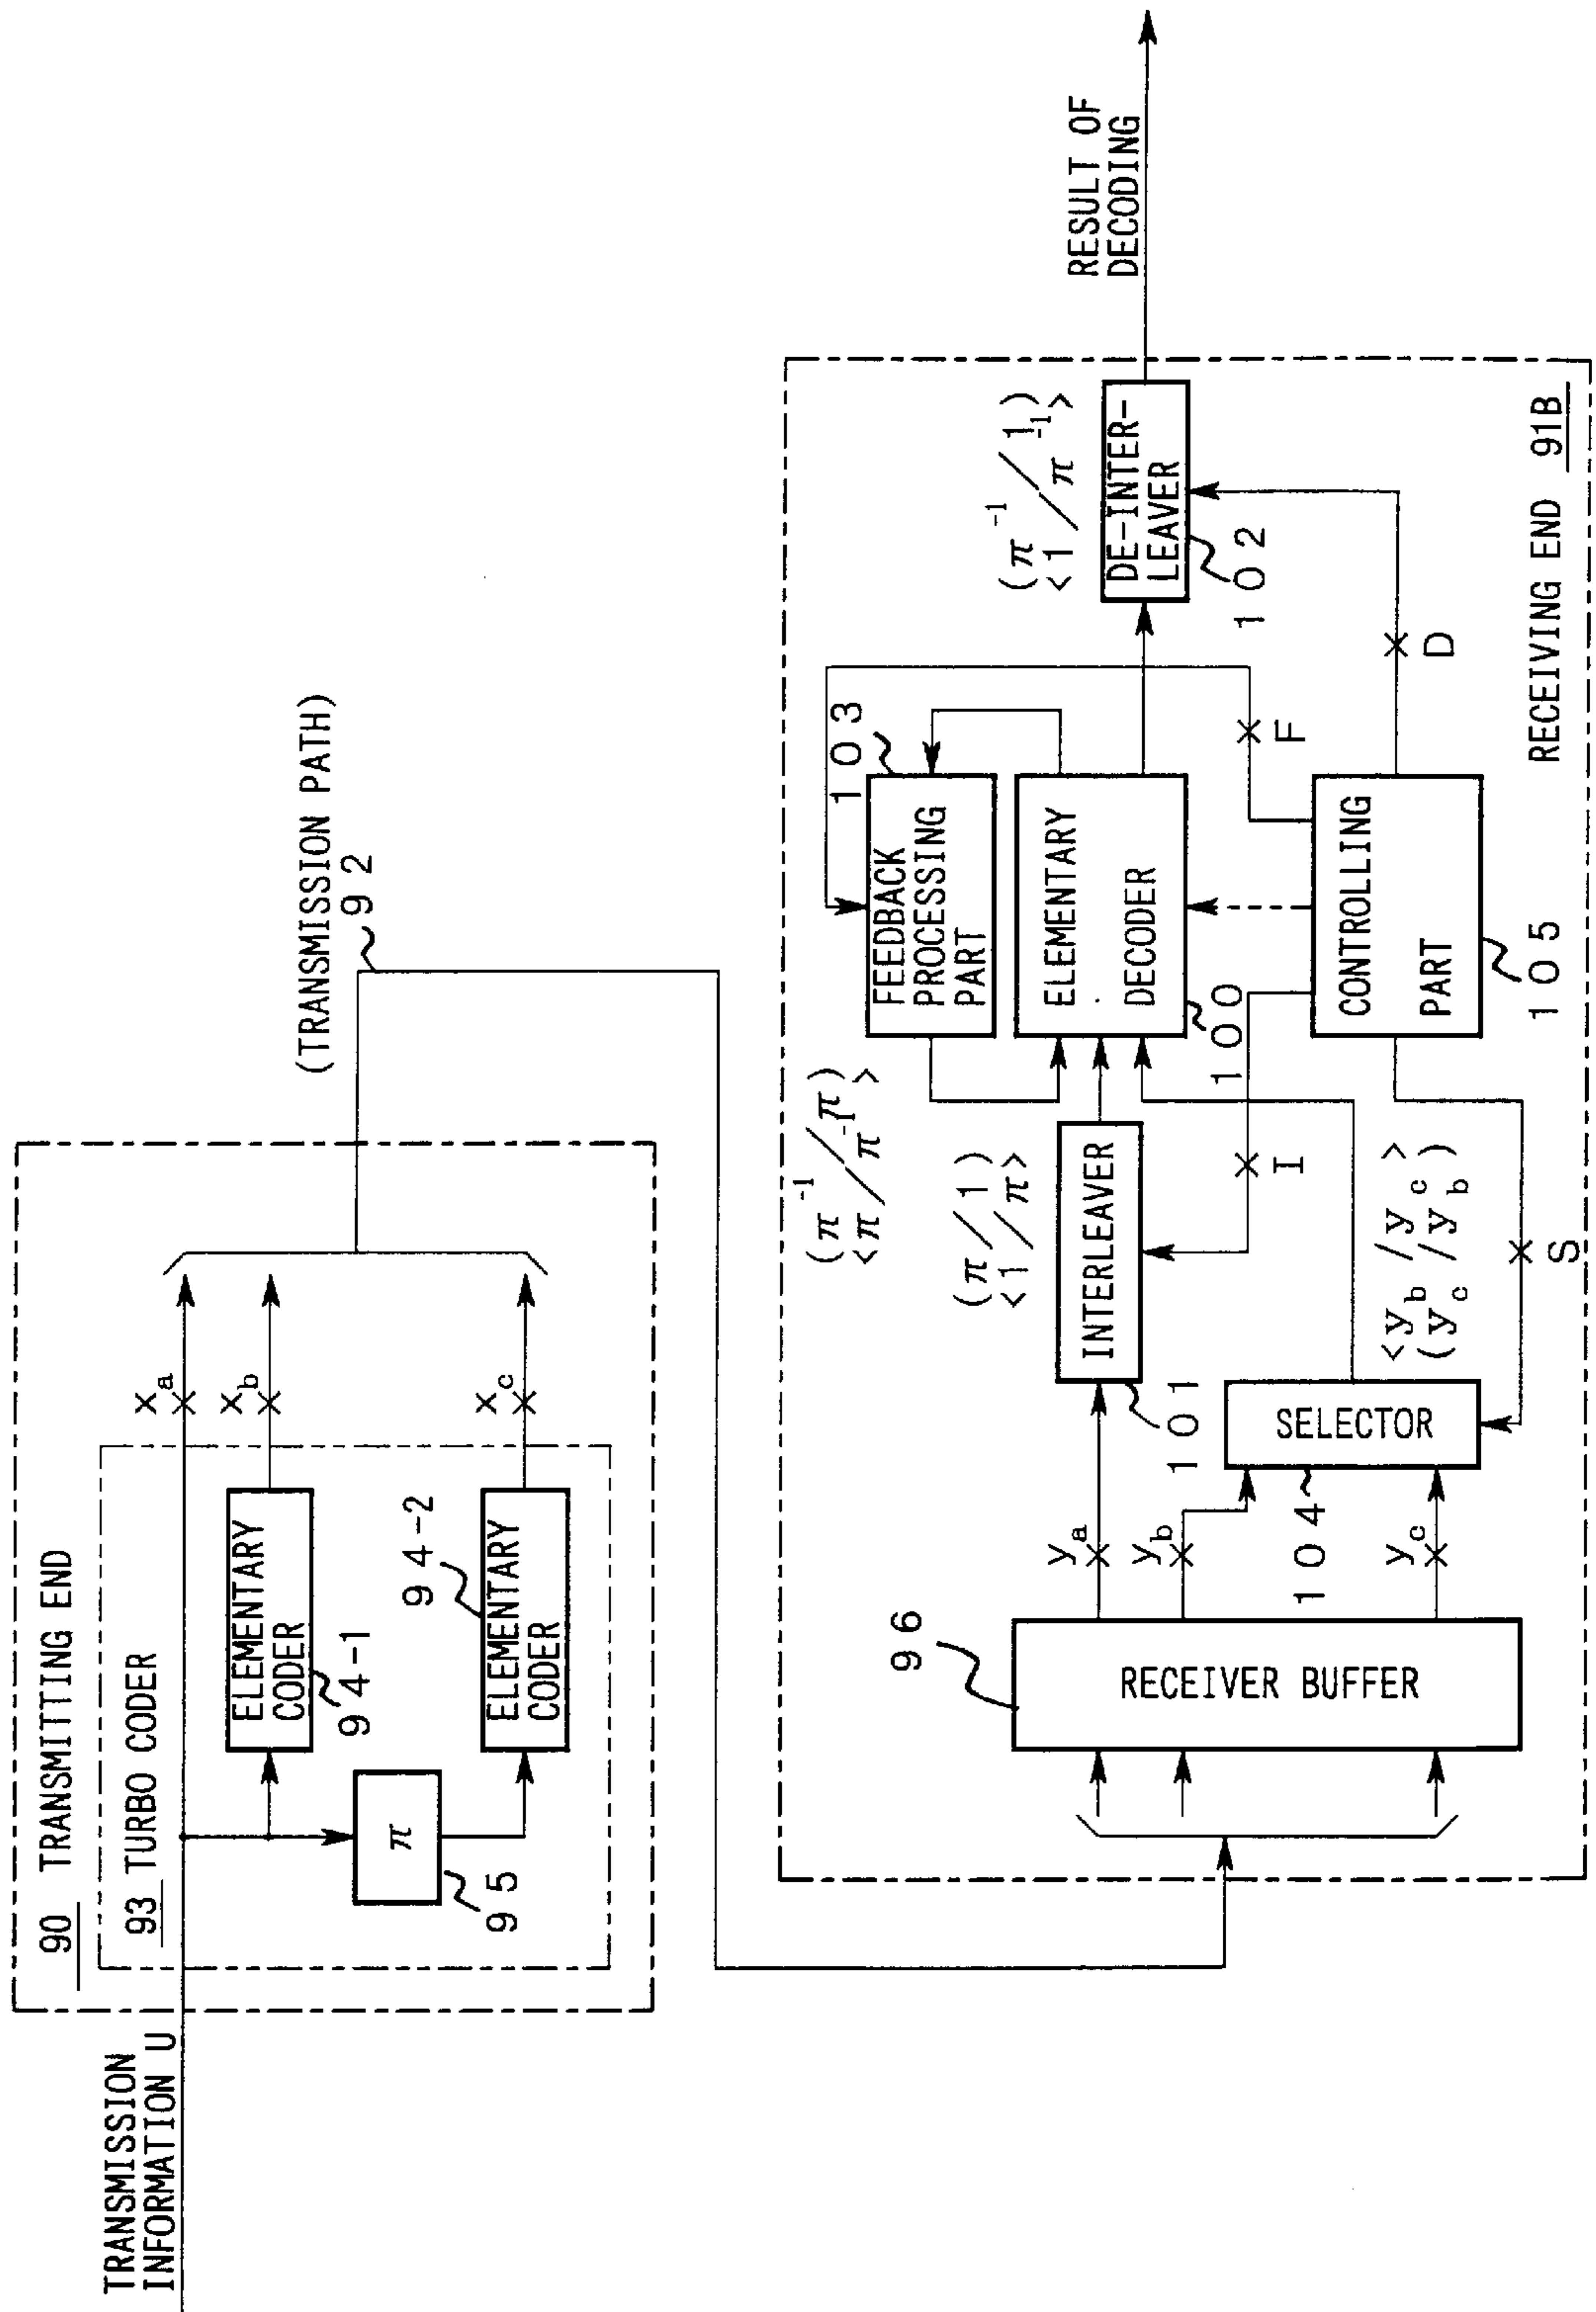 TRANSMISSION
INFORMATION U
90 TRANSMITTING END
93 TURBO CODER
π
95
ELEMENTARY
CODER
94-1
ELEMENTARY
CODER
94-2
xa
xb
xc
(TRANSMISSION PATH)
92
RECEIVER BUFFER
96
ya
yb
yc
INTERLEAVER
101
(π/1)
<1/π>
SELECTOR
104
<yb/yc>
(yc/yb)
FEEDBACK
PROCESSING
PART
103
(π⁻¹/π)
<π/π⁻¹>
ELEMENTARY
DECODER
100
CONTROLLING
PART
105
I
S
F
D
DE-INTER-
LEAVER
102
(π⁻¹/1)
<1/π⁻¹>
RESULT OF
DECODING
RECEIVING END 91B